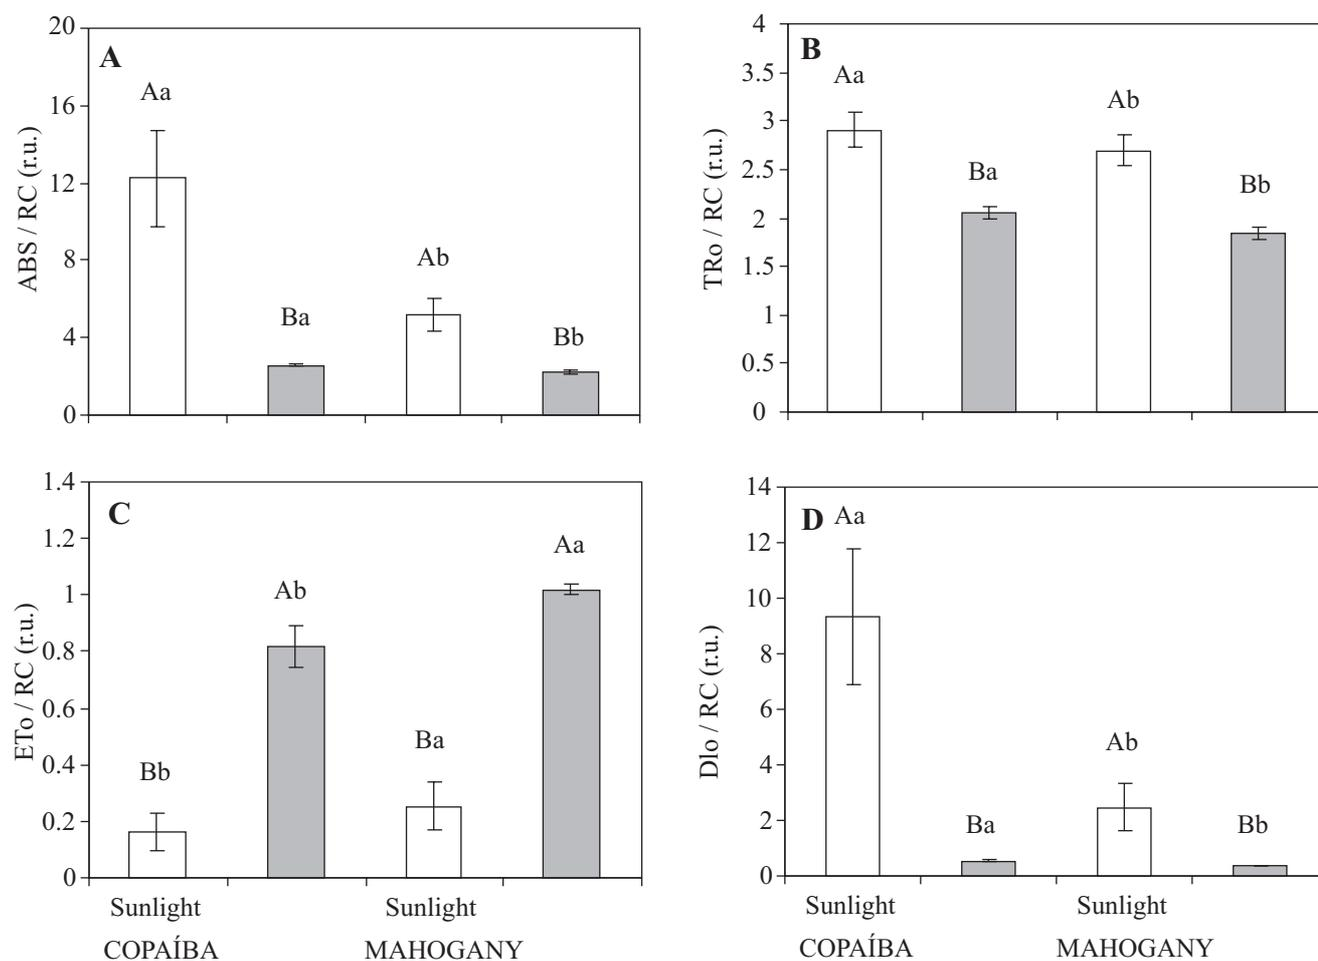 A
ABS / RC (r.u.)
20
16
12
8
4
0
Aa
Ba
Ab
Bb
B
TRo / RC (r.u.)
4
3.5
3
2.5
2
1.5
1
0.5
0
Aa
Ba
Ab
Bb
C
ETo / RC (r.u.)
1.4
1.2
1
0.8
0.6
0.4
0.2
0
Bb
Ab
Ba
Aa
Sunlight Sunlight
COPAÍBA MAHOGANY
D
Dlo / RC (r.u.)
14
12
10
8
6
4
2
0
Aa
Ba
Ab
Bb
Sunlight Sunlight
COPAÍBA MAHOGANY